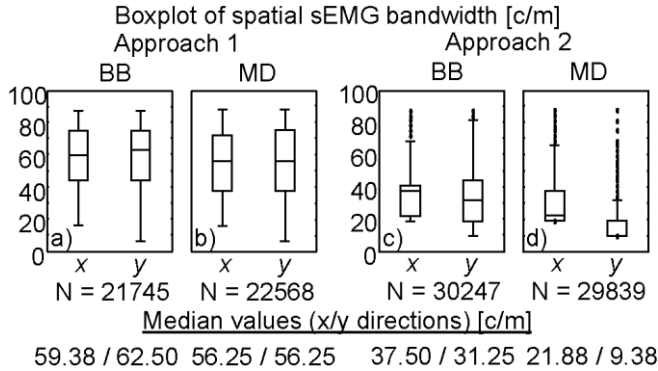 Boxplot of spatial sEMG bandwidth [c/m]
Approach 1 Approach 2
BB MD BB MD
100 100
80 80
60 60
40 40
20 20
0 0
a) b) c) d)
x y x y x y x y
N = 21745 N = 22568 N = 30247 N = 29839
Median values (x/y directions) [c/m]
59.38 / 62.50 56.25 / 56.25 37.50 / 31.25 21.88 / 9.38